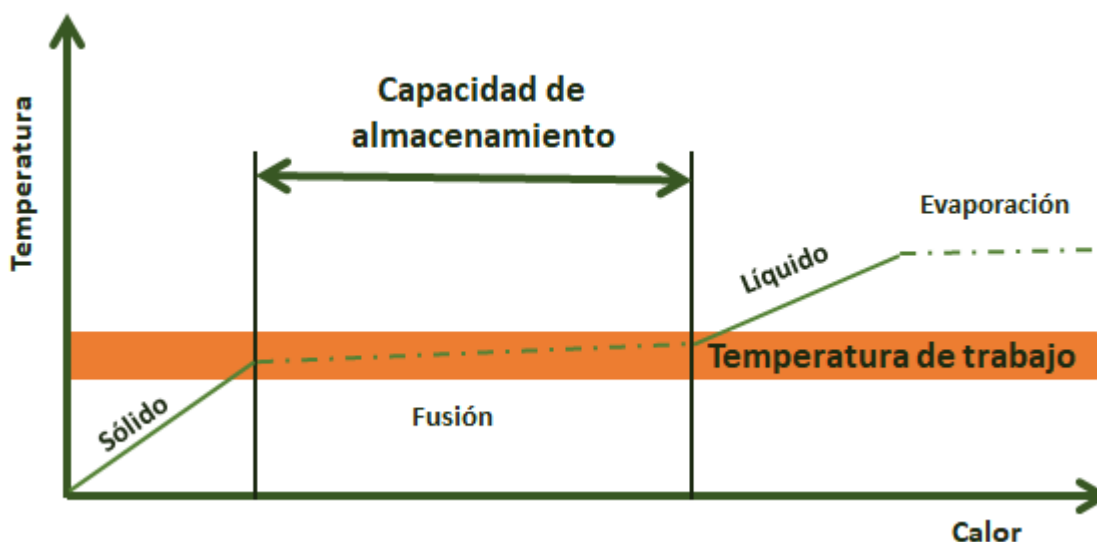 Capacidad de
almacenamiento
Temperatura
Evaporación
Líquido
Temperatura de trabajo
Sólido
Fusión
Calor